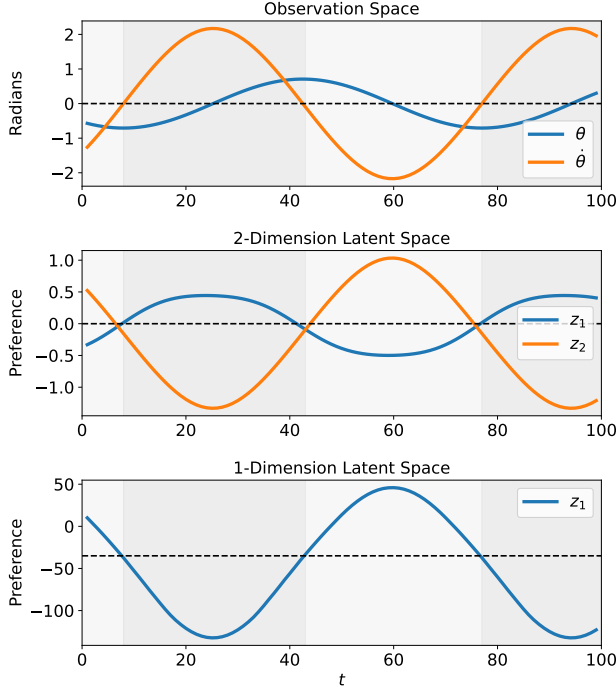 Observation Space
Radians
2
1
0
−1
−2
θ
θ̇
0
20
40
60
80
100
2-Dimension Latent Space
Preference
1.0
0.5
0.0
−0.5
−1.0
z₁
z₂
0
20
40
60
80
100
1-Dimension Latent Space
Preference
50
0
−50
−100
z₁
0
20
40
60
80
100
t